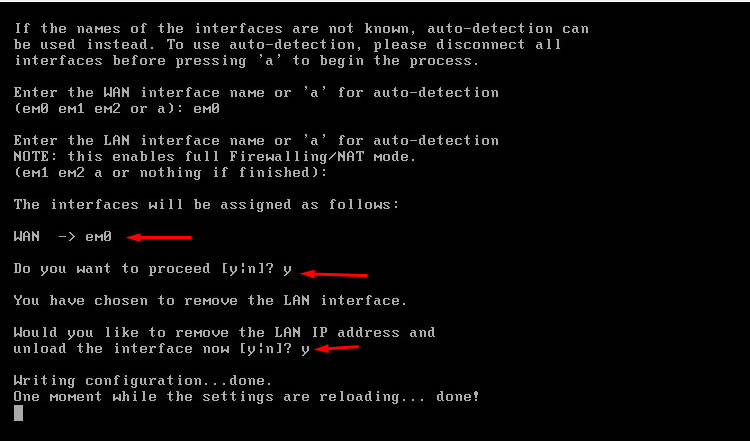 If the names of the interfaces are not known, auto-detection can
be used instead. To use auto-detection, please disconnect all
interfaces before pressing 'a' to begin the process.
Enter the WAN interface name or 'a' for auto-detection
(em0 em1 em2 or a): em0
Enter the LAN interface name or 'a' for auto-detection
NOTE: this enables full Firewalling/NAT mode.
(em1 em2 a or nothing if finished):
The interfaces will be assigned as follows:
WAN  -> em0
Do you want to proceed [y¦n]? y
You have chosen to remove the LAN interface.
Would you like to remove the LAN IP address and
unload the interface now [y¦n]? y
Writing configuration...done.
One moment while the settings are reloading... done!